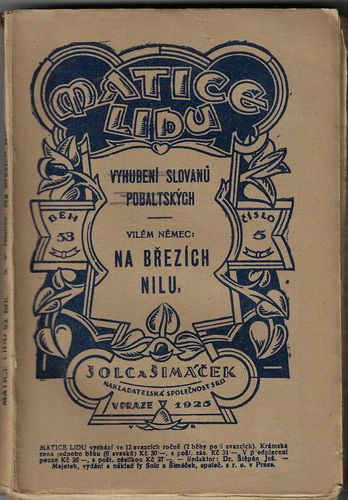 MATICE
LIDU
VYHUBENÍ SLOVANŮ
POBALTSKÝCH
VILÉM NĚMEC:
NA BŘEZÍCH
NILU.
BĚH
53
ČÍSLO
5
ŠOLC A ŠIMÁČEK
NAKLADATELSKÁ SPOLEČNOST S R.O.
V PRAZE 1925
MATICE LIDU vychází ve 12 svazcích ročně (2 běhy po 6 svazcích). Krámská
cena jednoho běhu (6 svazků) Kč 30·—, s pošt. zás. Kč 31·— V předplacení
pouze Kč 26·—, s pošt. zásilkou Kč 27·—. — Redaktor: Dr. Štěpán Jež. —
Majetek, vydání a náklad fy Šolc a Šimáček, společ. s r. o. v Praze.
MATICE LIDU